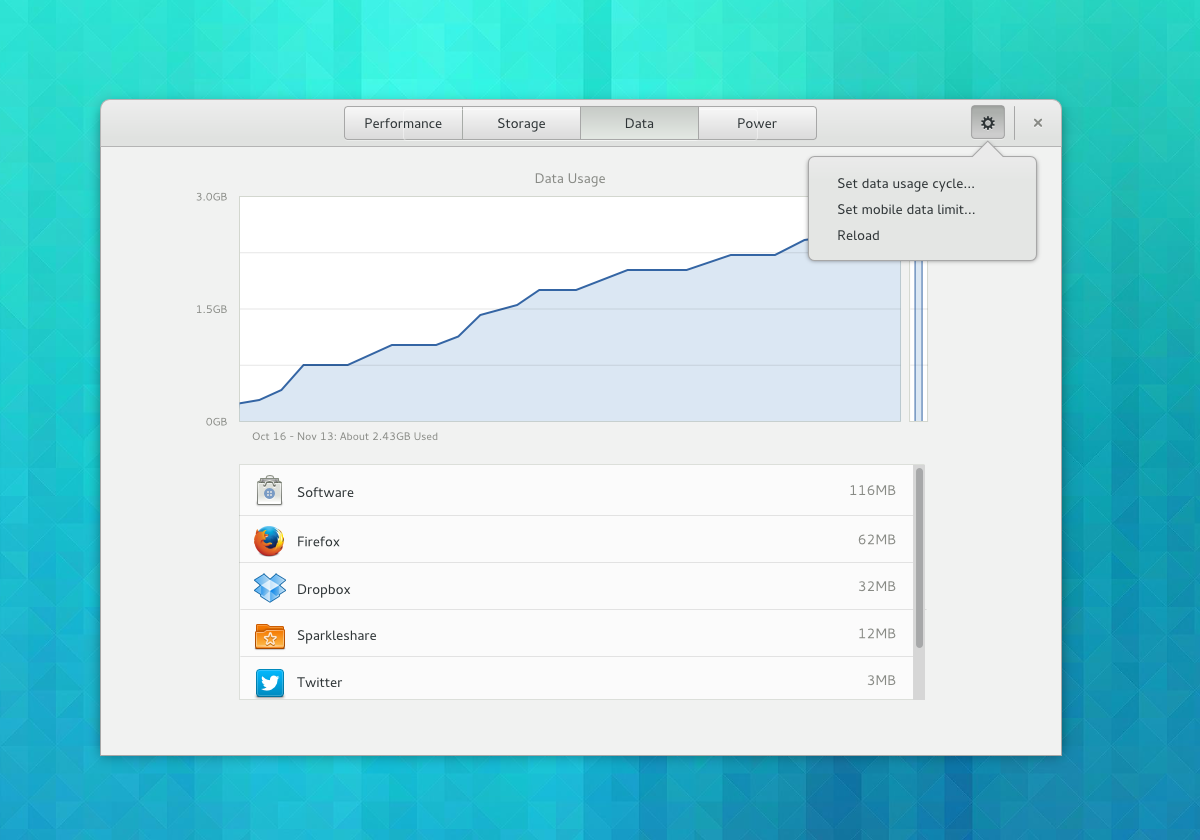 Performance
Storage
Data
Power
×
Set data usage cycle...
Set mobile data limit...
Reload
Data Usage
3.0GB
1.5GB
0GB
Oct 16 - Nov 13: About 2.43GB Used
Software 116MB
Firefox 62MB
Dropbox 32MB
Sparkleshare 12MB
Twitter 3MB